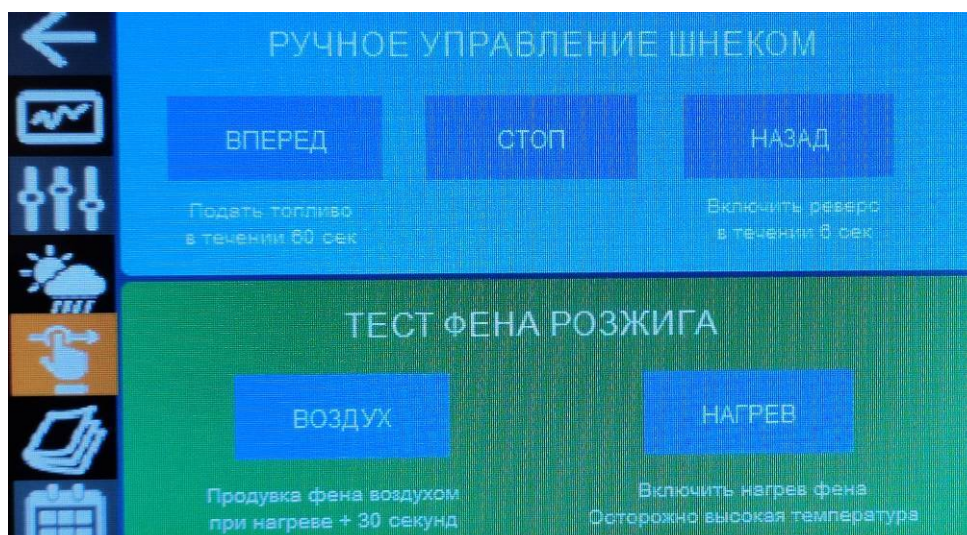 РУЧНОЕ УПРАВЛЕНИЕ ШНЕКОМ
ВПЕРЕД
СТОП
НАЗАД
Подать топливо
в течении 60 сек
Включить реверс
в течении 6 сек
ТЕСТ ФЕНА РОЗЖИГА
ВОЗДУХ
НАГРЕВ
Продувка фена воздухом
при нагреве + 30 секунд
Включить нагрев фена
Осторожно высокая температура